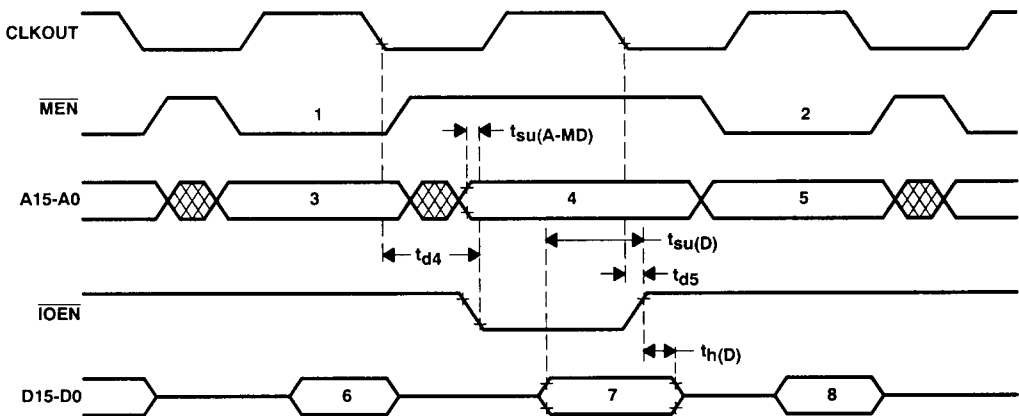 CLKOUT
MEN
1
2
tsu(A-MD)
A15-A0
3
4
5
td4
tsu(D)
td5
IOEN
th(D)
D15-D0
6
7
8